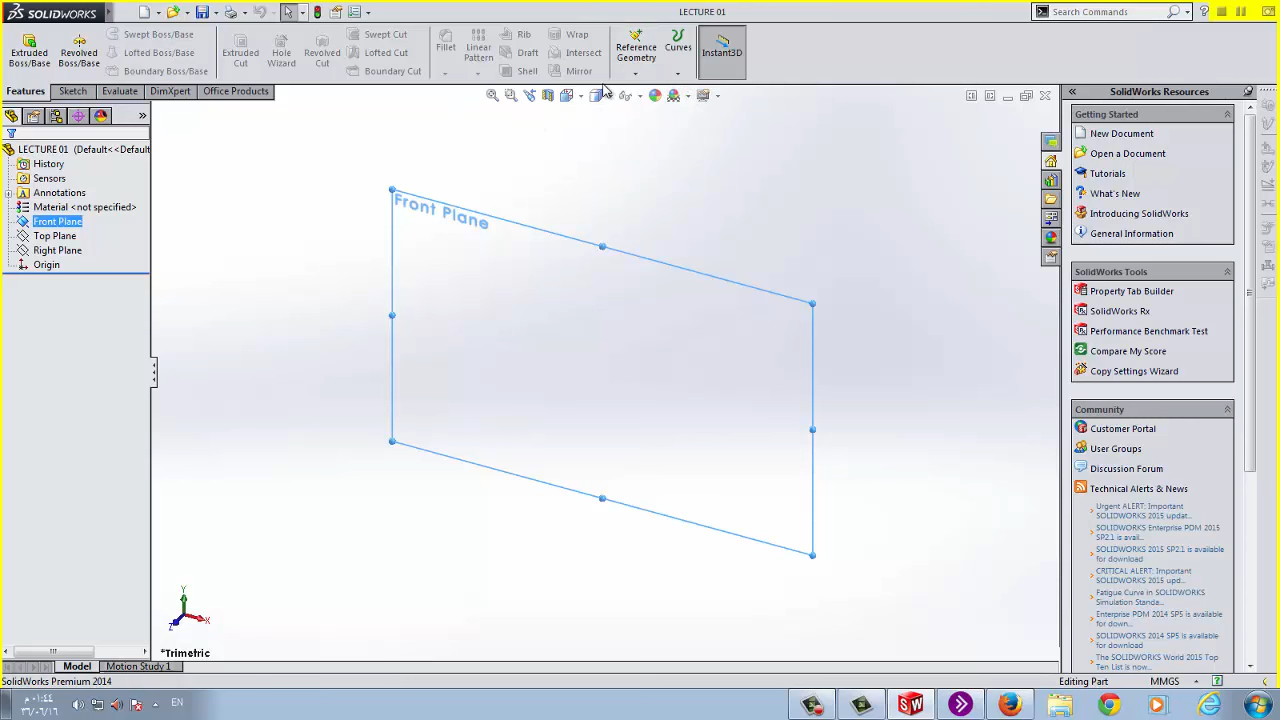 SOLIDWORKS
LECTURE 01
Search Commands
Extruded Boss/Base
Revolved Boss/Base
Swept Boss/Base
Lofted Boss/Base
Boundary Boss/Base
Extruded Cut
Hole Wizard
Revolved Cut
Swept Cut
Lofted Cut
Boundary Cut
Fillet
Linear Pattern
Rib
Draft
Shell
Wrap
Intersect
Mirror
Reference Geometry
Curves
Instant3D
Features
Sketch
Evaluate
DimXpert
Office Products
LECTURE 01 (Default<<Default
History
Sensors
Annotations
Material <not specified>
Front Plane
Top Plane
Right Plane
Origin
Front Plane
Y
X
Z
*Trimetric
SolidWorks Resources
Getting Started
New Document
Open a Document
Tutorials
What's New
Introducing SolidWorks
General Information
SolidWorks Tools
Property Tab Builder
SolidWorks Rx
Performance Benchmark Test
Compare My Score
Copy Settings Wizard
Community
Customer Portal
User Groups
Discussion Forum
Technical Alerts & News
Urgent ALERT: Important
SOLIDWORKS 2015 updat...
SOLIDWORKS Enterprise PDM 2015
SP2.1 is avail...
SOLIDWORKS 2015 SP2.1 is available
for download
CRITICAL ALERT: Important
SOLIDWORKS 2015 upd...
Fatigue Curve in SOLIDWORKS
Simulation Standa...
Enterprise PDM 2014 SP5 is available
for down...
SOLIDWORKS 2014 SP5 is available
for download
The SOLIDWORKS World 2015 Top
Ten List is now...
Model
Motion Study 1
SolidWorks Premium 2014
Editing Part
MMGS
EN
٠١:٤٤ م